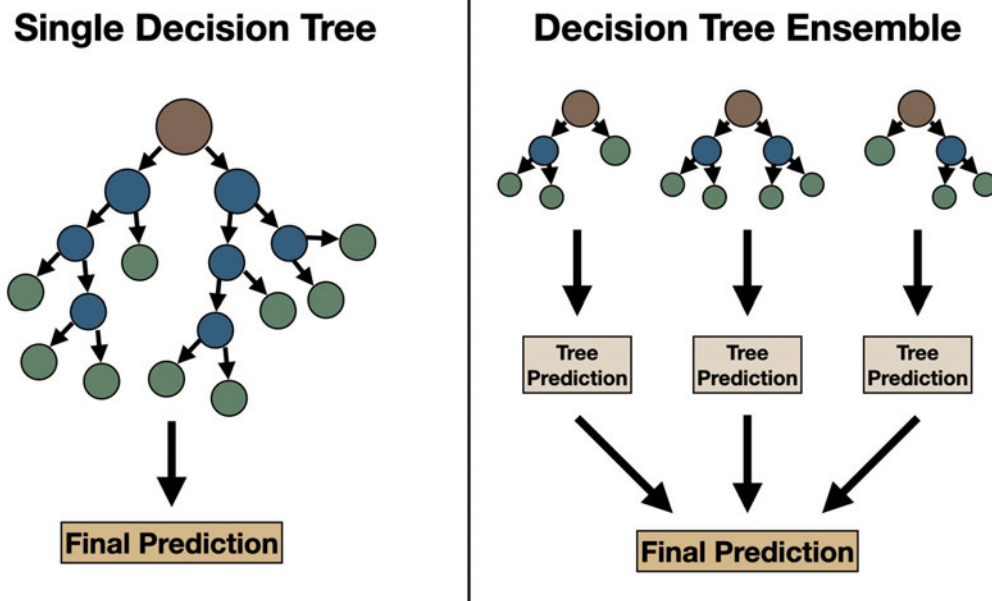 Single Decision Tree
Final Prediction
Decision Tree Ensemble
Tree
Prediction
Tree
Prediction
Tree
Prediction
Final Prediction